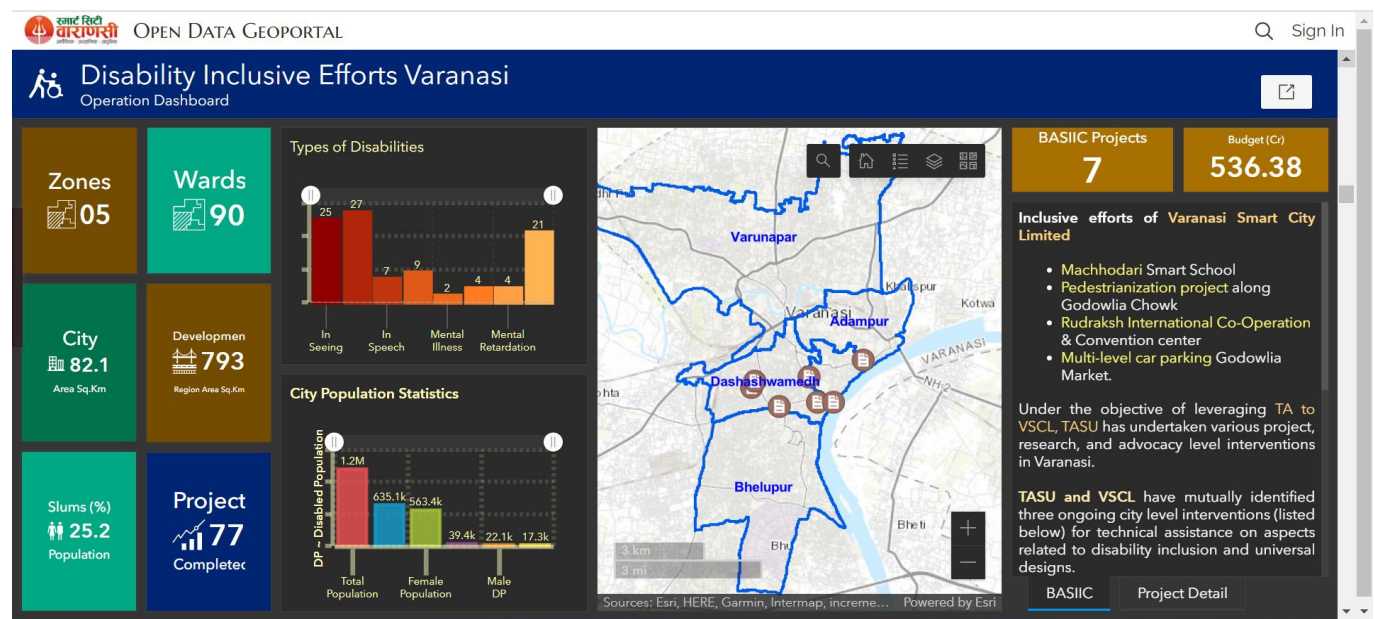 स्मार्ट सिटी
वाराणसी
OPEN DATA GEOPORTAL
Sign In
Disability Inclusive Efforts Varanasi
Operation Dashboard
Zones
05
Wards
90
City
82.1
Area Sq.Km
Developmen
793
Region Area Sq.Km
Slums (%)
25.2
Population
Project
77
Completec
Types of Disabilities
25
27
7
9
2
4
4
21
In
Seeing
In
Speech
Mental
Illness
Mental
Retardation
City Population Statistics
DP ~ Disabled Population
1.2M
635.1k
563.4k
39.4k
22.1k
17.3k
Total
Population
Female
Population
Male
DP
Varunapar
Kotwa
Varanasi
Adampur
VARANASI
Dashashwamedh
NH-2
Bhelupur
Bhu
3 km
3 mi
Sources: Esri, HERE, Garmin, Intermap, increme...
Powered by Esri
BASIIC Projects
7
Budget (Cr)
536.38
Inclusive efforts of Varanasi Smart City
Limited
• Machhodari Smart School
• Pedestrianization project along
Godowlia Chowk
• Rudraksh International Co-Operation
& Convention center
• Multi-level car parking Godowlia
Market.
Under the objective of leveraging TA to
VSCL, TASU has undertaken various project,
research, and advocacy level interventions
in Varanasi.
TASU and VSCL have mutually identified
three ongoing city level interventions (listed
below) for technical assistance on aspects
related to disability inclusion and universal
designs.
BASIIC
Project Detail